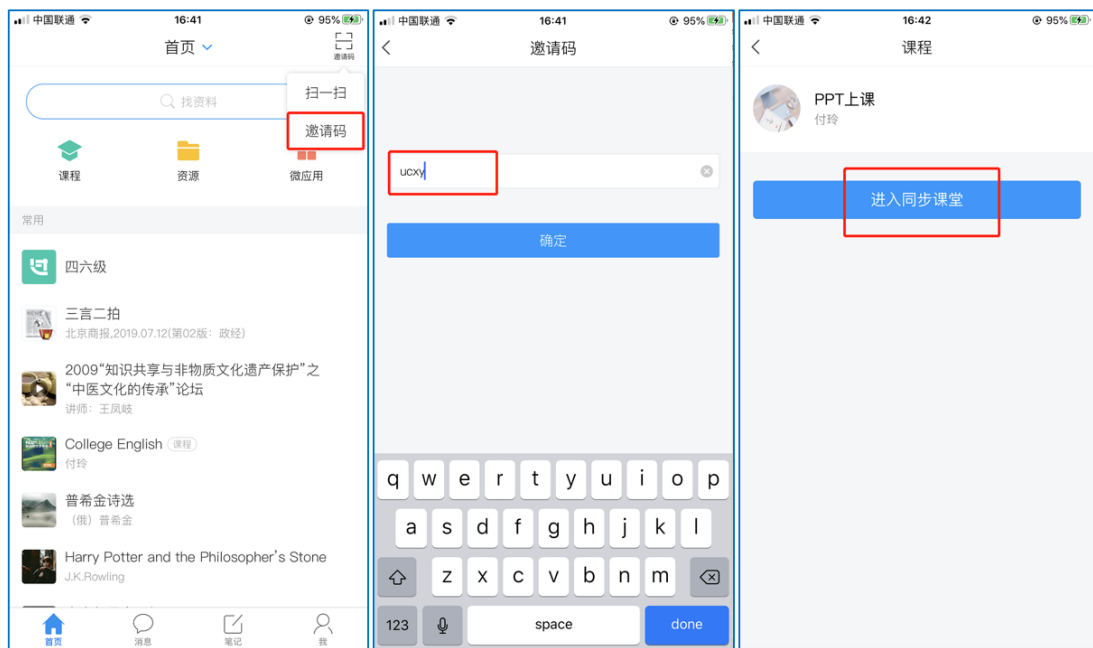 中国联通 16:41 95%
首页
邀请码
找资料
扫一扫
邀请码
课程 资源 微应用
常用
四六级
三言二拍
北京商报,2019.07.12(第02版：政经)
2009“知识共享与非物质文化遗产保护”之
“中医文化的传承”论坛
讲师：王凤岐
College English 课程
付玲
普希金诗选
（俄）普希金
Harry Potter and the Philosopher's Stone
J.K.Rowling
首页 消息 笔记 我
中国联通 16:41 95%
邀请码
ucxy
确定
q w e r t y u i o p
a s d f g h j k l
z x c v b n m
123 space done
中国联通 16:42 95%
课程
PPT上课
付玲
进入同步课堂